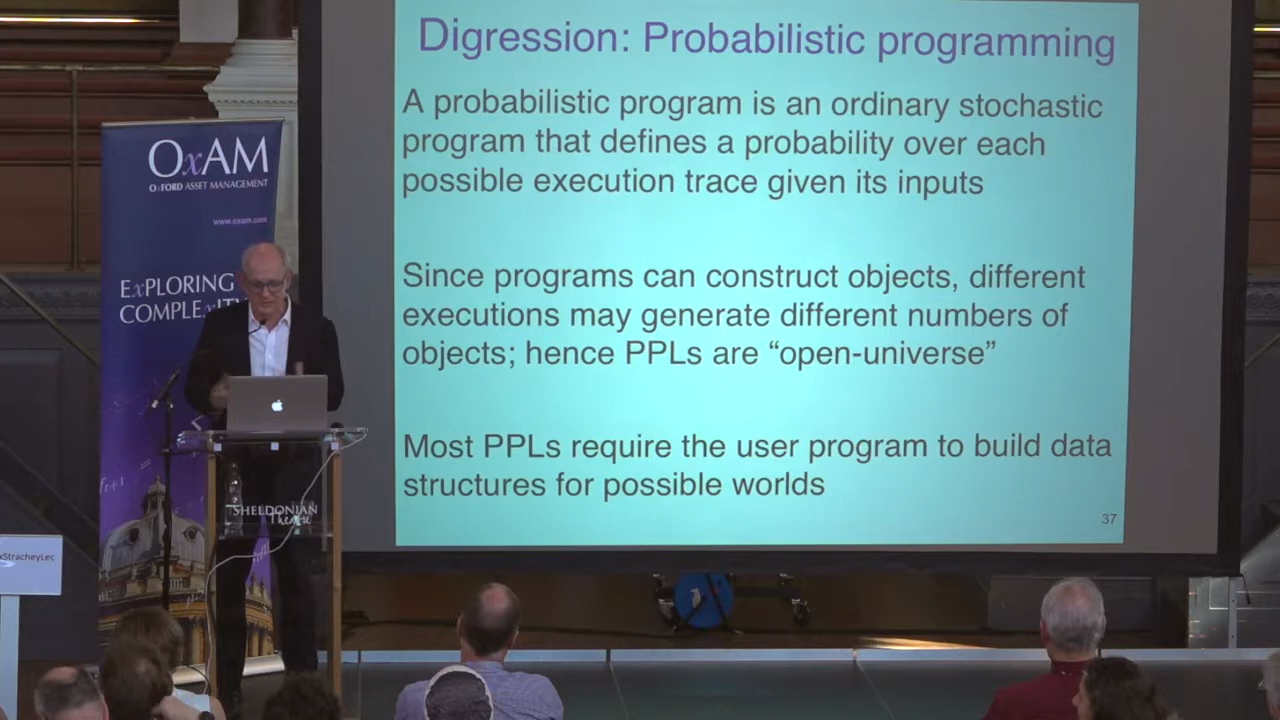 Digression: Probabilistic programming
A probabilistic program is an ordinary stochastic
program that defines a probability over each
possible execution trace given its inputs
Since programs can construct objects, different
executions may generate different numbers of
objects; hence PPLs are “open-universe”
Most PPLs require the user program to build data
structures for possible worlds
37
OxAM
OxFORD ASSET MANAGEMENT
www.oxam.com
ExPLORING
COMPLExITY
SHELDONIAN
Theatre
xStracheyLec